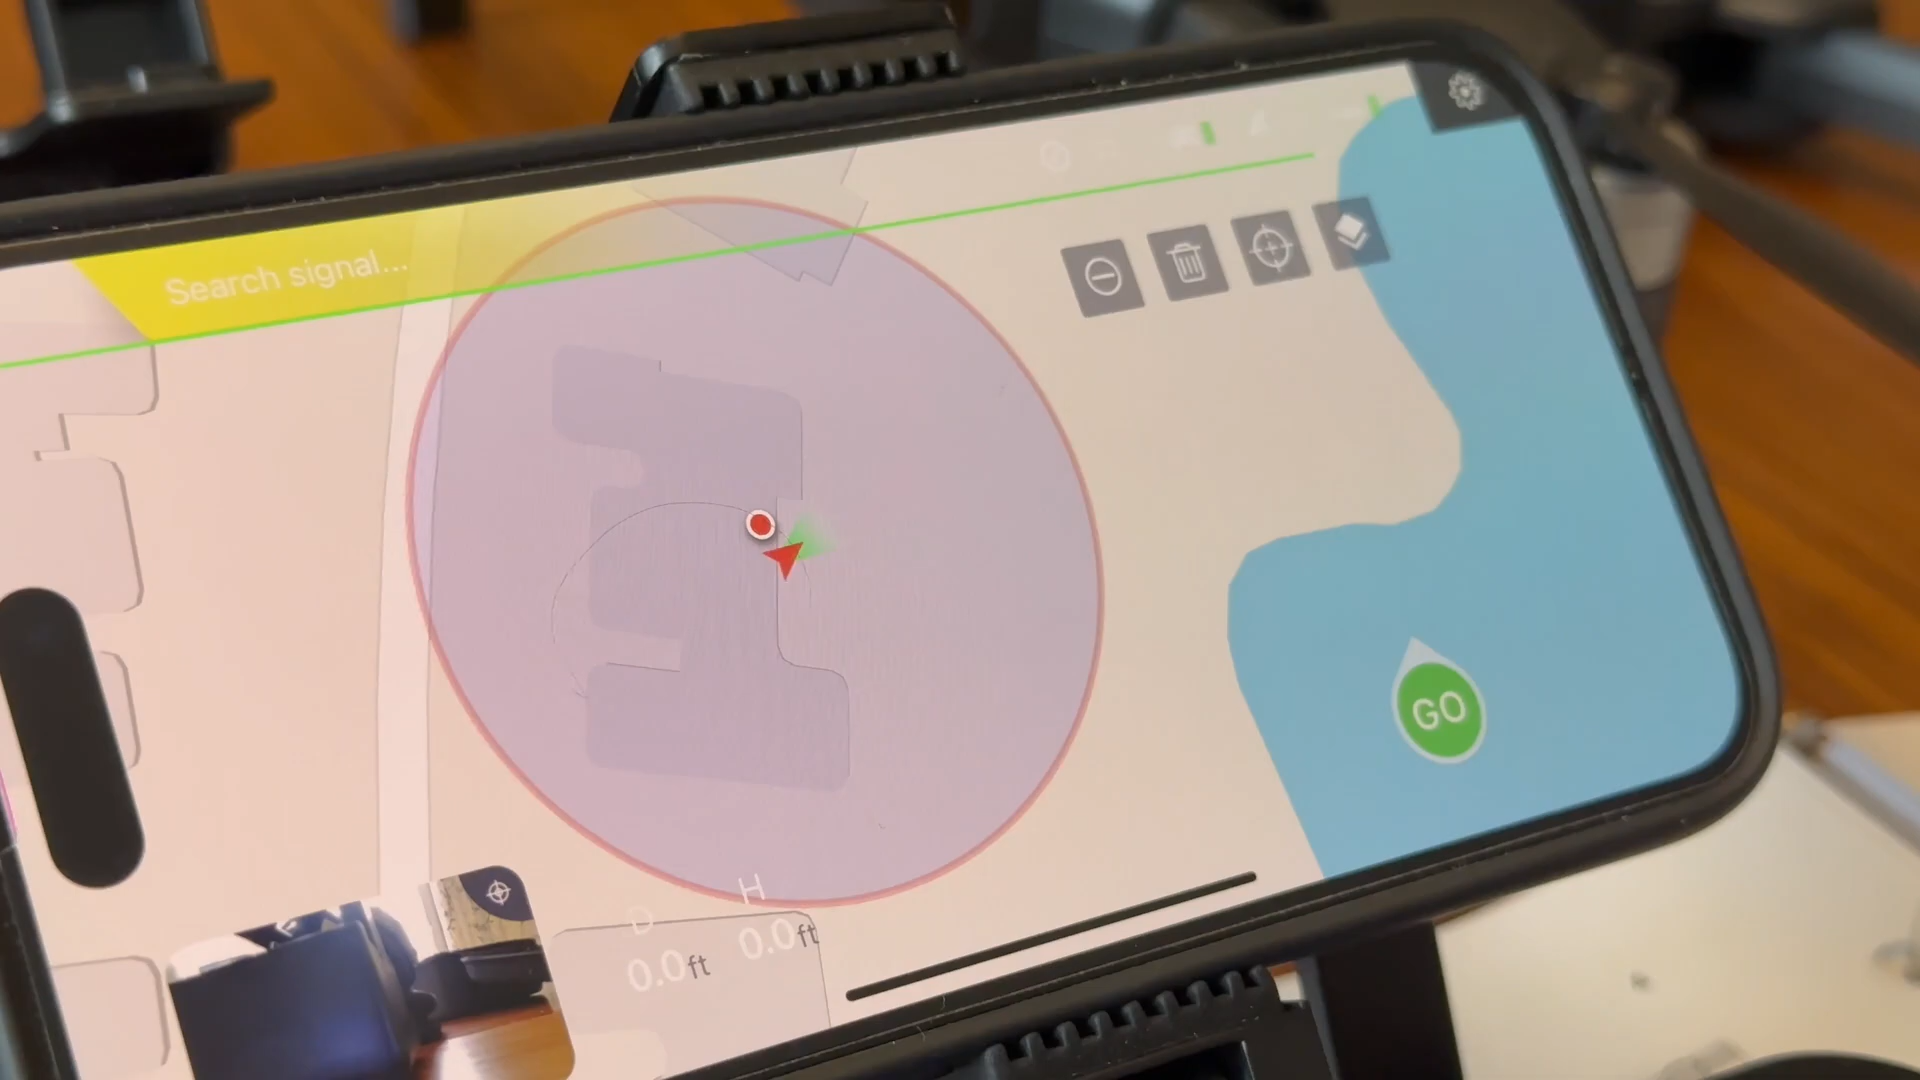 Search signal...
GO
D
H
0.0ft
0.0ft